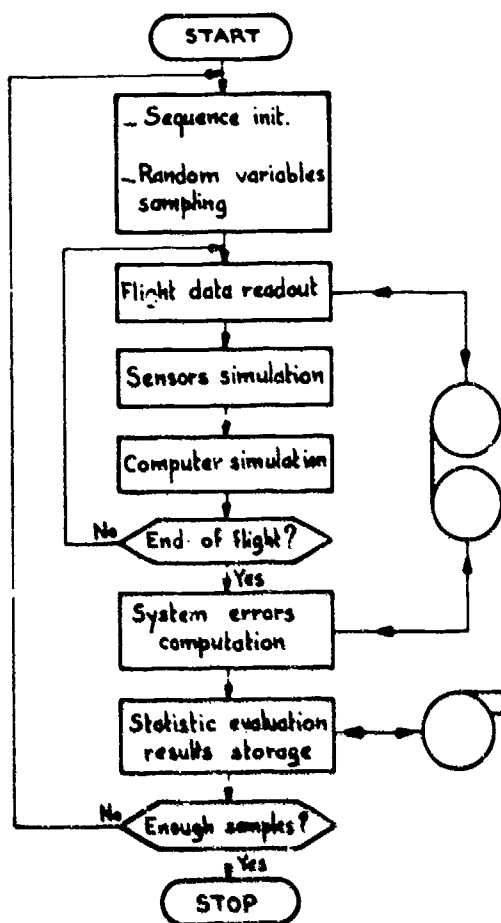 START
- Sequence init.
- Random variables
sampling
Flight data readout
Sensors simulation
Computer simulation
No
End of flight?
Yes
System errors
computation
Statistic evaluation
results storage
No
Enough samples?
Yes
STOP